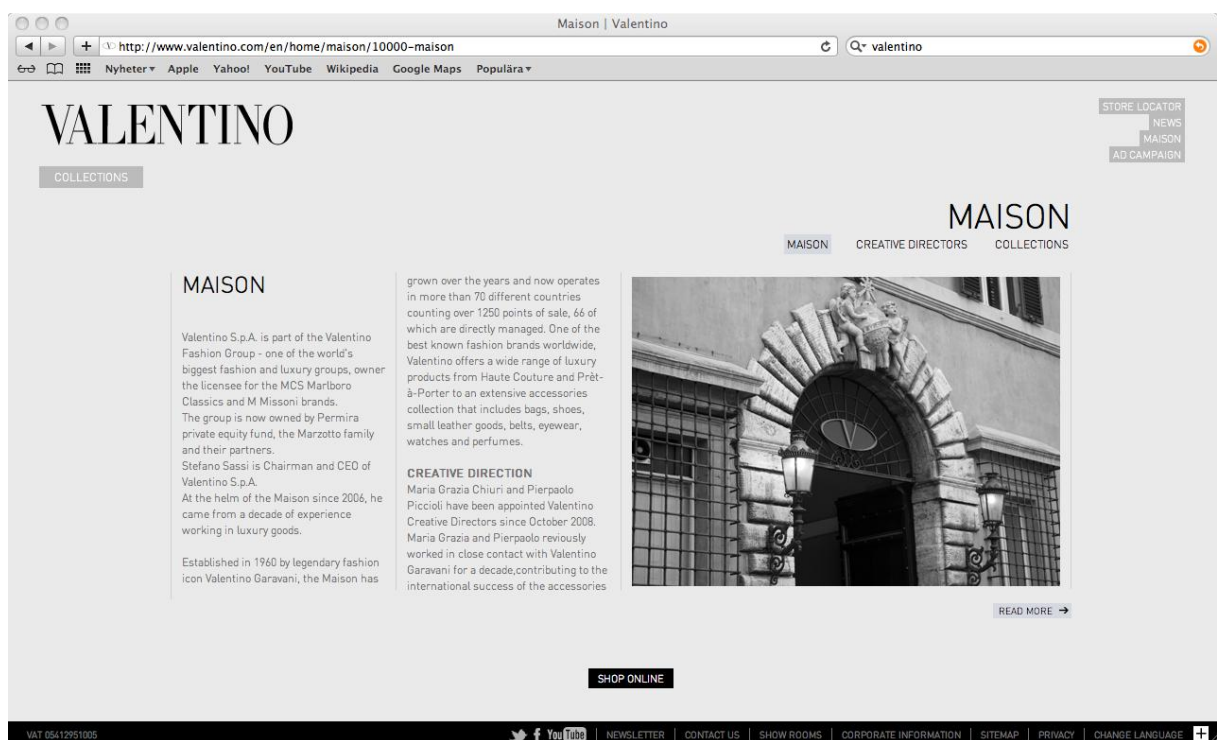 Maison | Valentino
http://www.valentino.com/en/home/maison/10000-maison
valentino
Nyheter Apple Yahoo! YouTube Wikipedia Google Maps Populära
VALENTINO
STORE LOCATOR
NEWS
MAISON
AD CAMPAIGN
COLLECTIONS
MAISON
MAISON CREATIVE DIRECTORS COLLECTIONS
MAISON
Valentino S.p.A. is part of the Valentino
Fashion Group - one of the world's
biggest fashion and luxury groups, owner
the licensee for the MCS Marlboro
Classics and M Missoni brands.
The group is now owned by Permira
private equity fund, the Marzotto family
and their partners.
Stefano Sassi is Chairman and CEO of
Valentino S.p.A.
At the helm of the Maison since 2006, he
came from a decade of experience
working in luxury goods.
Established in 1960 by legendary fashion
icon Valentino Garavani, the Maison has
grown over the years and now operates
in more than 70 different countries
counting over 1250 points of sale, 66 of
which are directly managed. One of the
best known fashion brands worldwide,
Valentino offers a wide range of luxury
products from Haute Couture and Prèt-
à-Porter to an extensive accessories
collection that includes bags, shoes,
small leather goods, belts, eyewear,
watches and perfumes.
CREATIVE DIRECTION
Maria Grazia Chiuri and Pierpaolo
Piccioli have been appointed Valentino
Creative Directors since October 2008.
Maria Grazia and Pierpaolo reviously
worked in close contact with Valentino
Garavani for a decade,contributing to the
international success of the accessories
V
READ MORE →
SHOP ONLINE
VAT 05412951005
You Tube | NEWSLETTER | CONTACT US | SHOW ROOMS | CORPORATE INFORMATION | SITEMAP | PRIVACY | CHANGE LANGUAGE